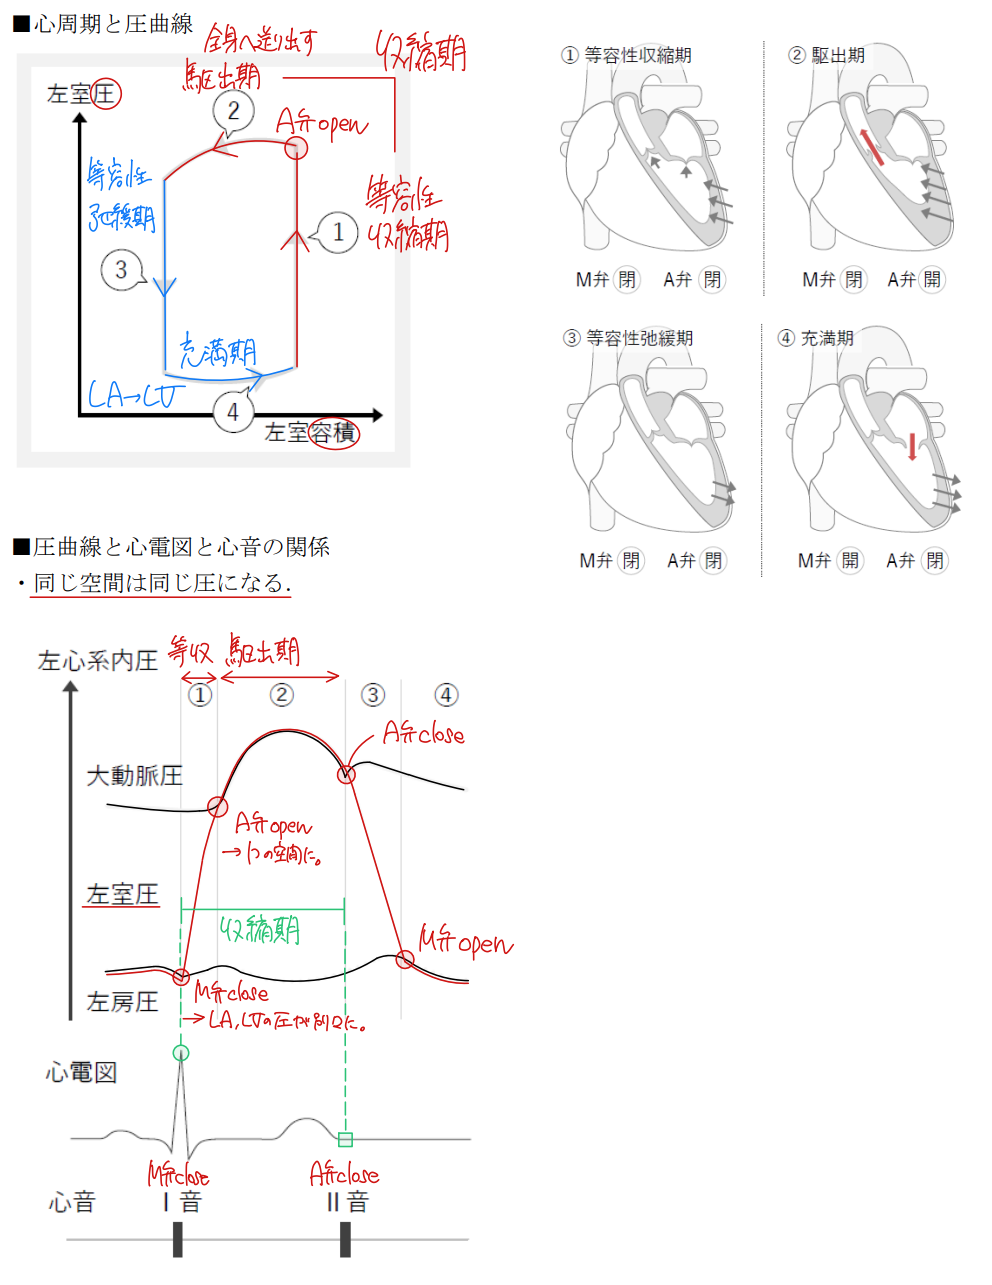 ■心周期と圧曲線
全身へ送り出す
駆出期
収縮期
左室圧
②
A弁open
等容性
弛緩期
等容性
収縮期
①
③
充満期
LA→LV
④
左室容積
① 等容性収縮期
M弁 閉 A弁 閉
② 駆出期
M弁 閉 A弁 開
③ 等容性弛緩期
M弁 閉 A弁 閉
④ 充満期
M弁 開 A弁 閉
■圧曲線と心電図と心音の関係
・同じ空間は同じ圧になる.
左心系内圧
等収 駆出期
① ② ③ ④
A弁close
大動脈圧
A弁open
→1つの空間に。
左室圧
収縮期
M弁open
M弁close
→LA,LVの圧が別々に。
左房圧
心電図
M弁close
A弁close
心音 Ⅰ音 Ⅱ音